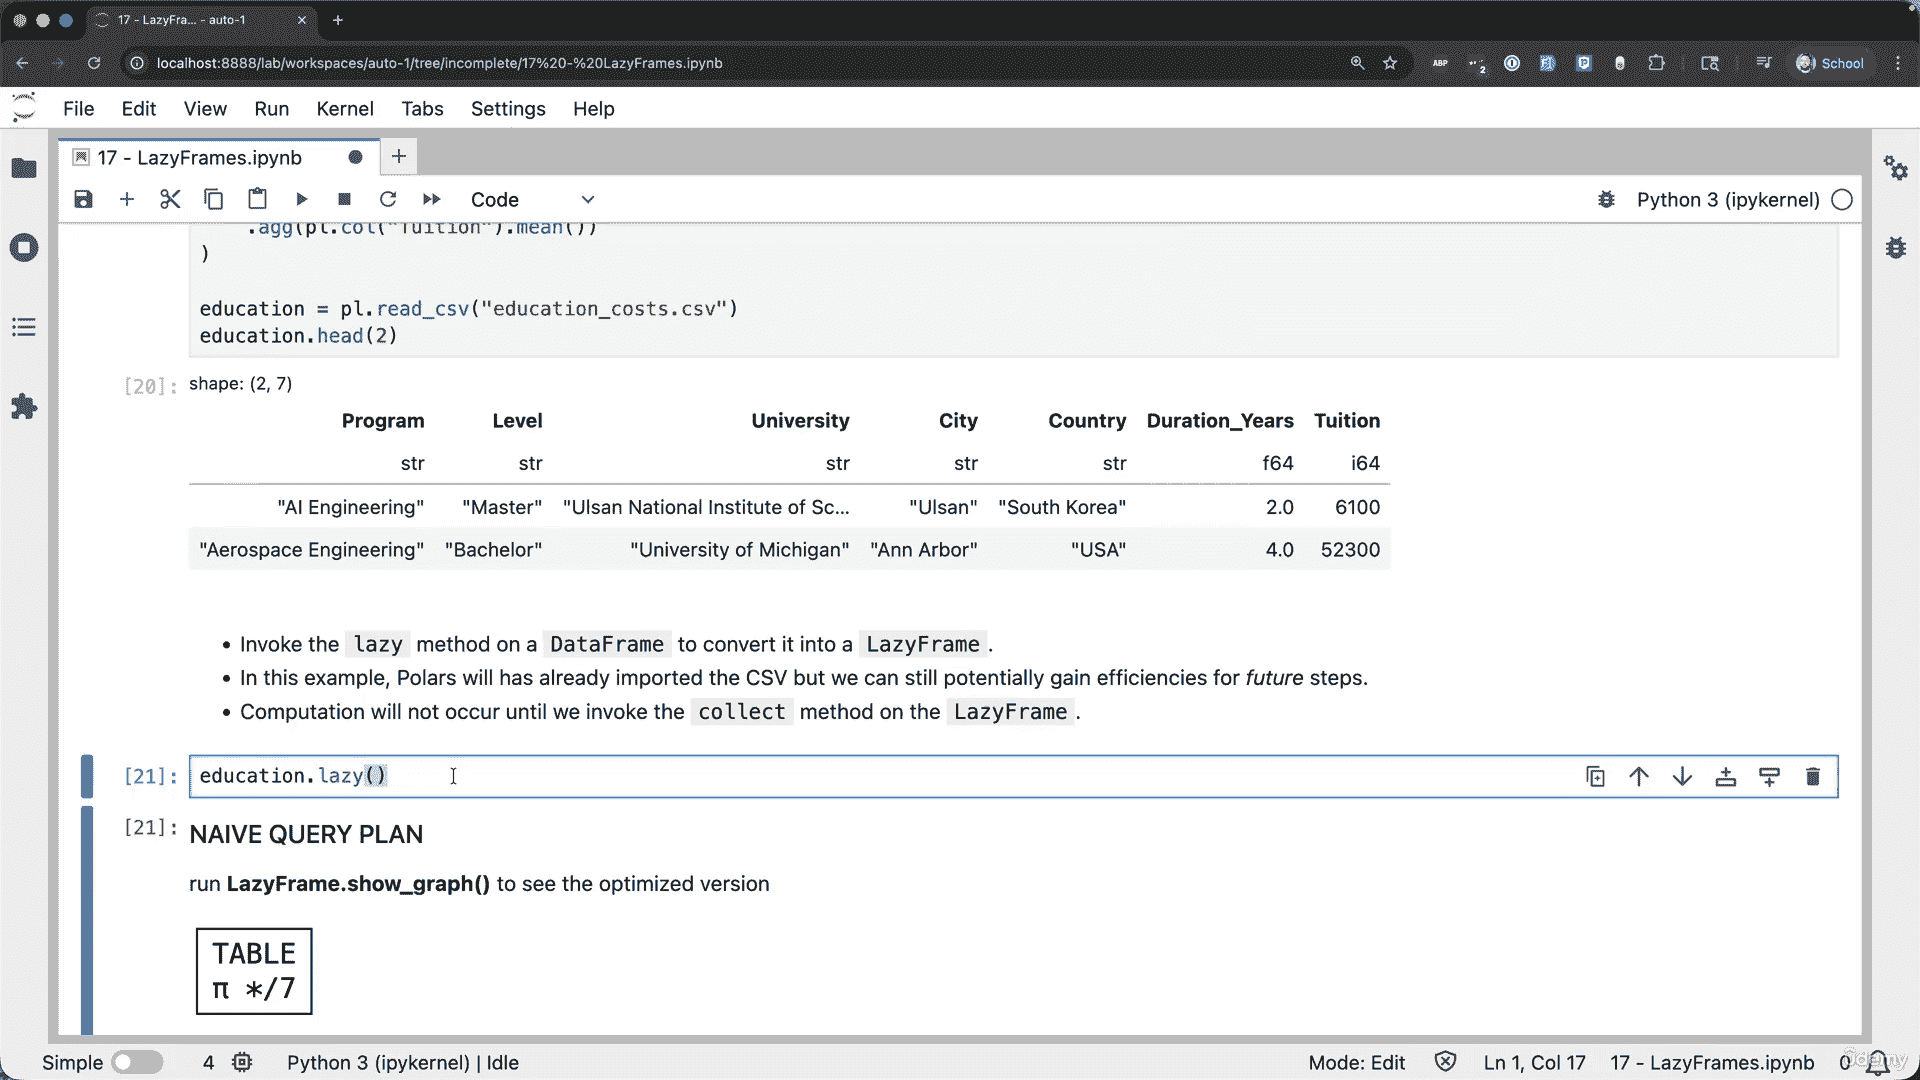 17 - LazyFra... - auto-1
localhost:8888/lab/workspaces/auto-1/tree/incomplete/17%20-%20LazyFrames.ipynb
ABP
2
School
File Edit View Run Kernel Tabs Settings Help
17 - LazyFrames.ipynb
Code
Python 3 (ipykernel)
.agg(pl.col("Tuition").mean())
)
education = pl.read_csv("education_costs.csv")
education.head(2)
[20]: shape: (2, 7)
Program Level University City Country Duration_Years Tuition
str str str str str f64 i64
"AI Engineering" "Master" "Ulsan National Institute of Sc... "Ulsan" "South Korea" 2.0 6100
"Aerospace Engineering" "Bachelor" "University of Michigan" "Ann Arbor" "USA" 4.0 52300
• Invoke the lazy method on a DataFrame to convert it into a LazyFrame.
• In this example, Polars will has already imported the CSV but we can still potentially gain efficiencies for future steps.
• Computation will not occur until we invoke the collect method on the LazyFrame.
[21]: education.lazy()
[21]: NAIVE QUERY PLAN
run LazyFrame.show_graph() to see the optimized version
TABLE
π */7
Simple 4 Python 3 (ipykernel) | Idle Mode: Edit Ln 1, Col 17 17 - LazyFrames.ipynb 0